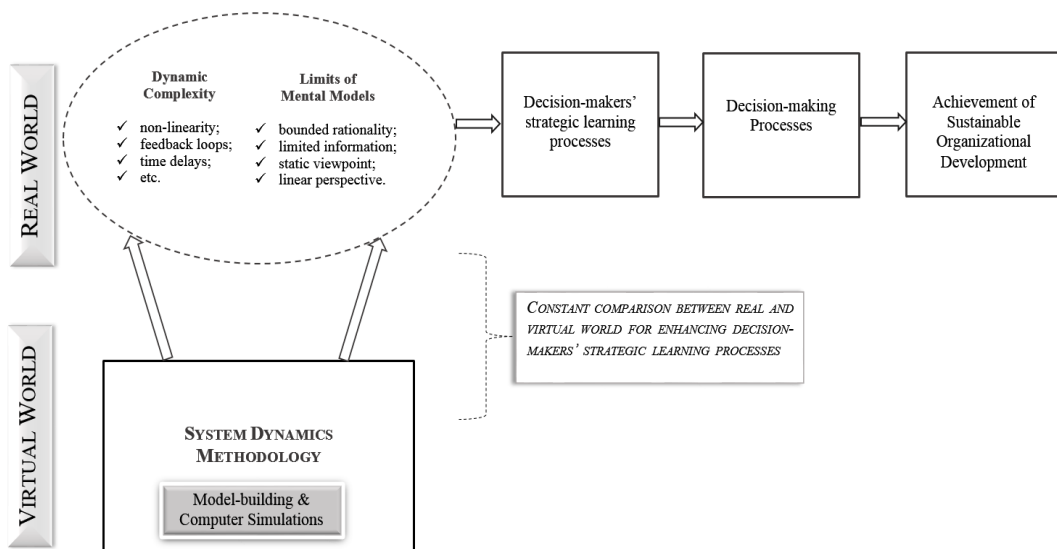 REAL WORLD
Dynamic
Complexity
✓ non-linearity;
✓ feedback loops;
✓ time delays;
✓ etc.
Limits of
Mental Models
✓ bounded rationality;
✓ limited information;
✓ static viewpoint;
✓ linear perspective.
Decision-makers'
strategic learning
processes
Decision-making
Processes
Achievement of
Sustainable
Organizational
Development
CONSTANT COMPARISON BETWEEN REAL AND
VIRTUAL WORLD FOR ENHANCING DECISION-
MAKERS' STRATEGIC LEARNING PROCESSES
VIRTUAL WORLD
SYSTEM DYNAMICS
METHODOLOGY
Model-building &
Computer Simulations